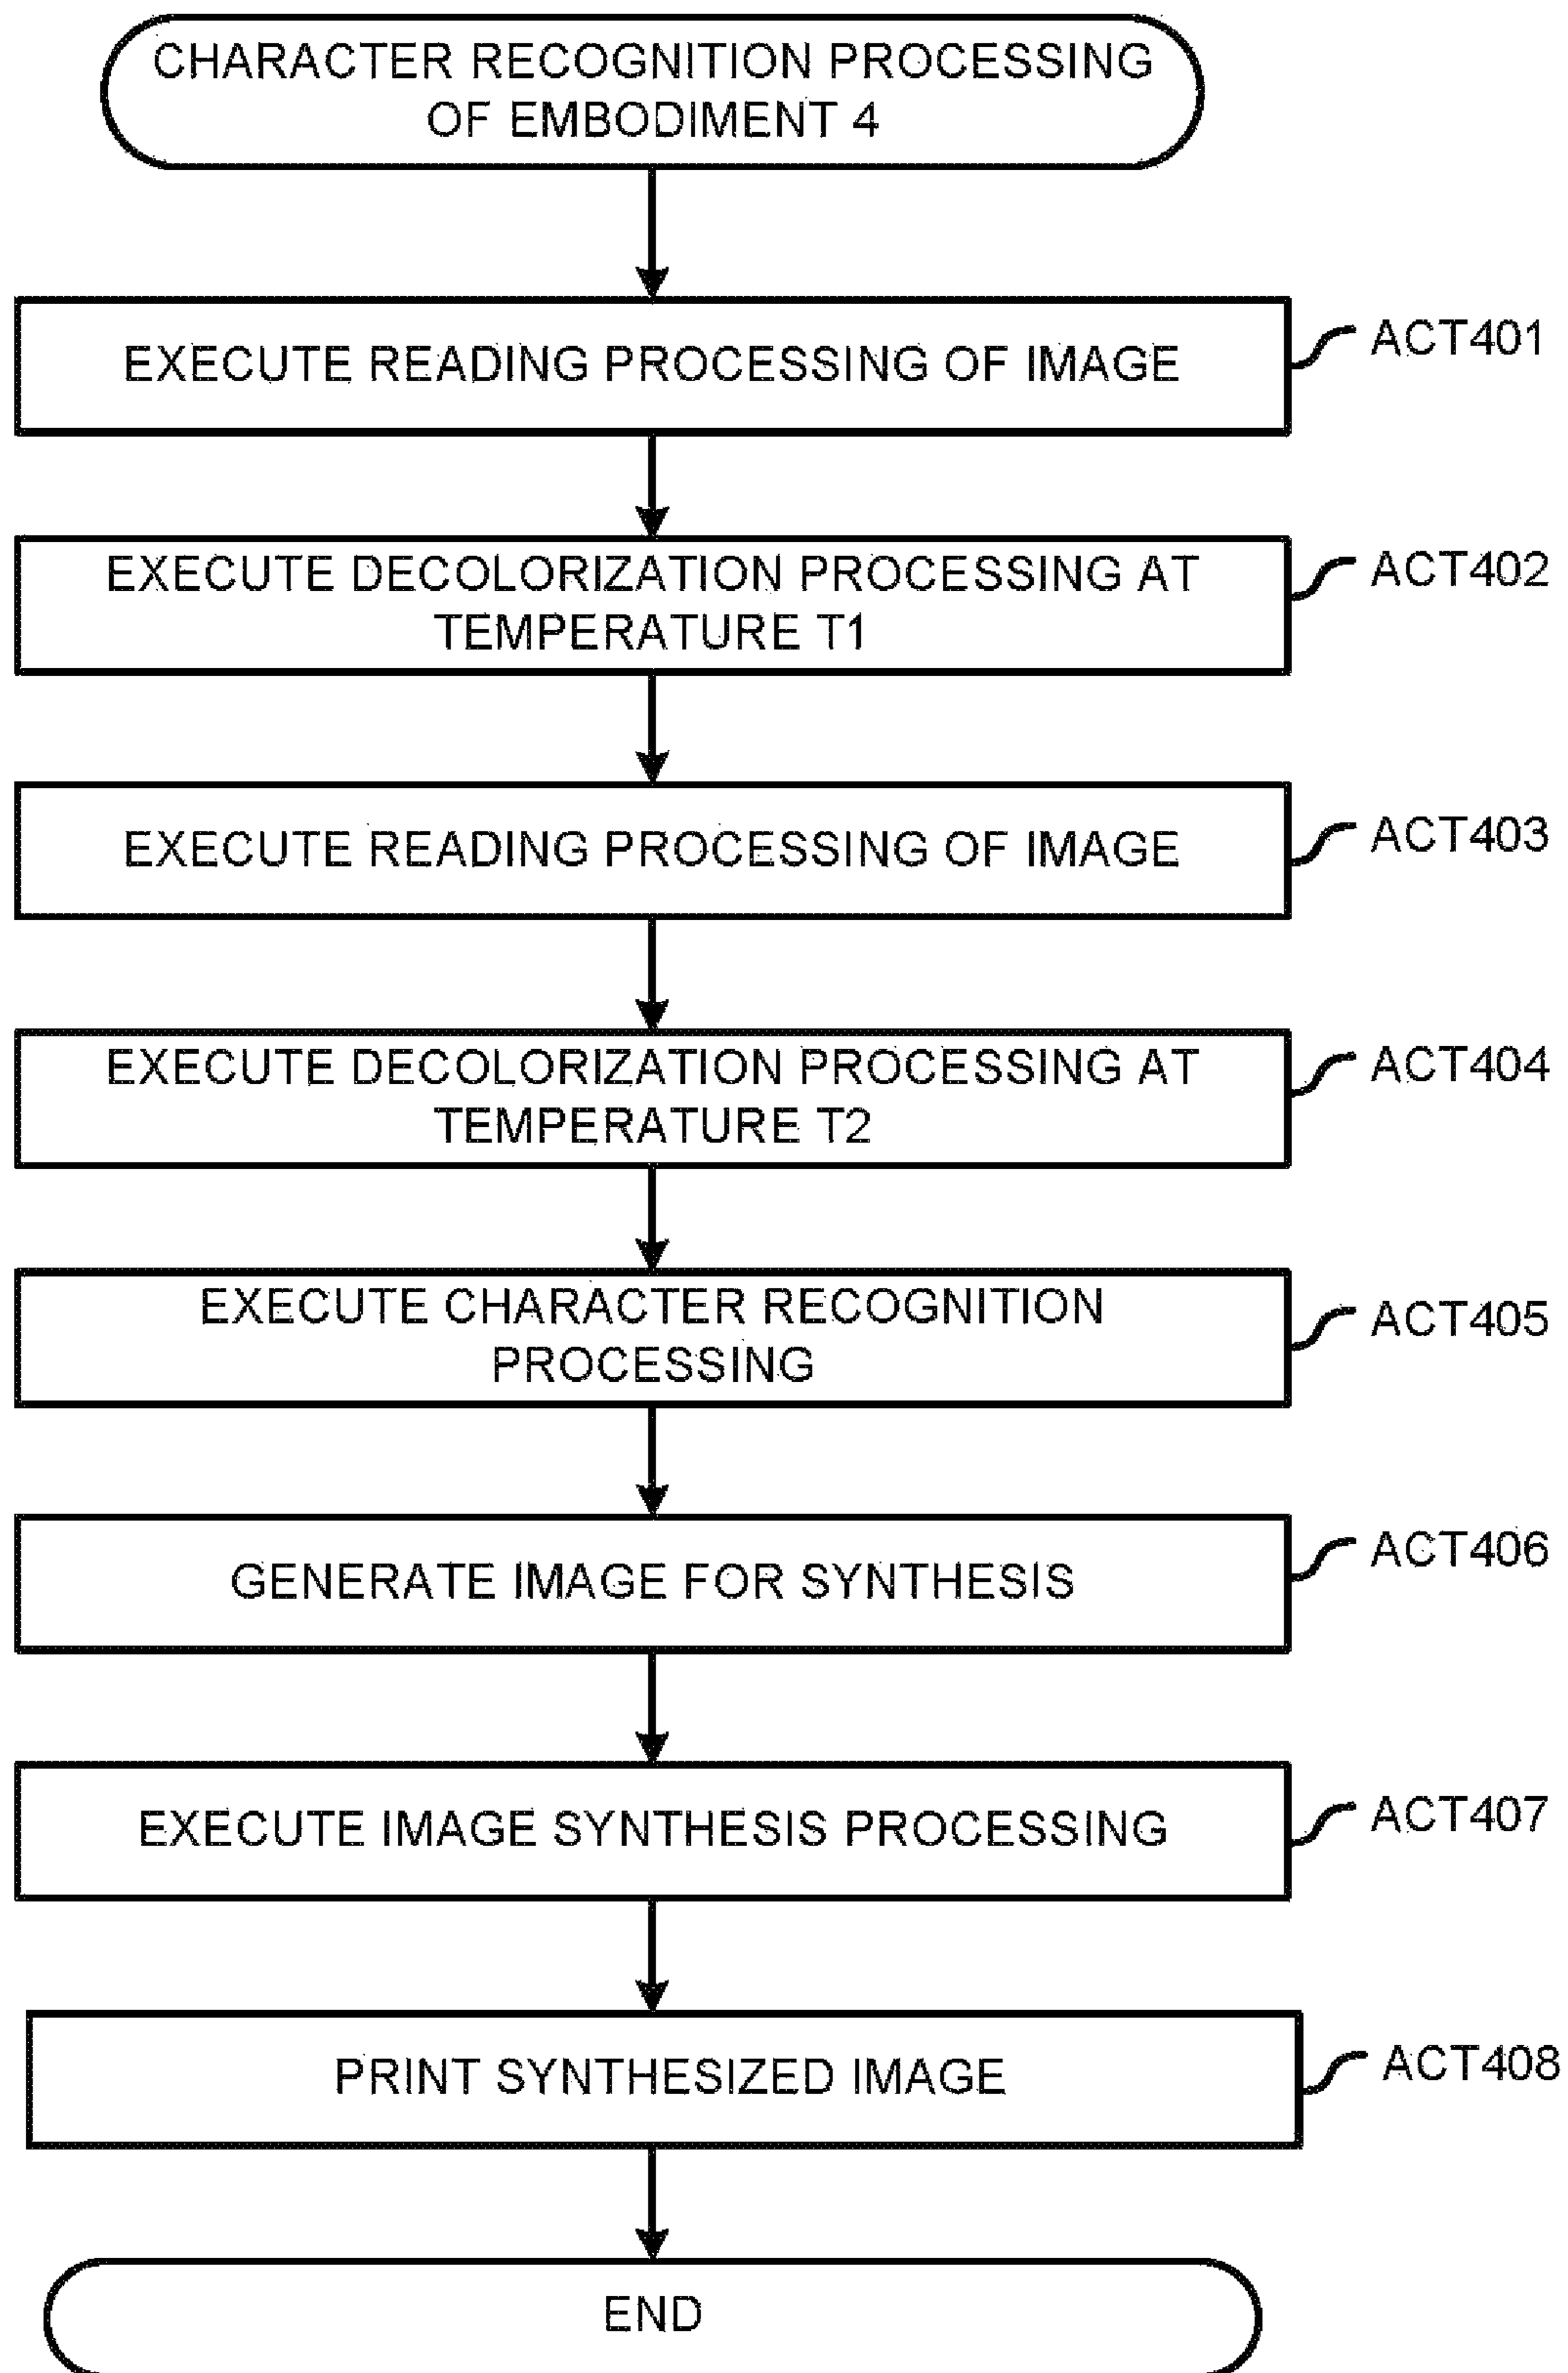 CHARACTER RECOGNITION PROCESSING
OF EMBODIMENT 4
EXECUTE READING PROCESSING OF IMAGE
ACT401
EXECUTE DECOLORIZATION PROCESSING AT
TEMPERATURE T1
ACT402
EXECUTE READING PROCESSING OF IMAGE
ACT403
EXECUTE DECOLORIZATION PROCESSING AT
TEMPERATURE T2
ACT404
EXECUTE CHARACTER RECOGNITION
PROCESSING
ACT405
GENERATE IMAGE FOR SYNTHESIS
ACT406
EXECUTE IMAGE SYNTHESIS PROCESSING
ACT407
PRINT SYNTHESIZED IMAGE
ACT408
END